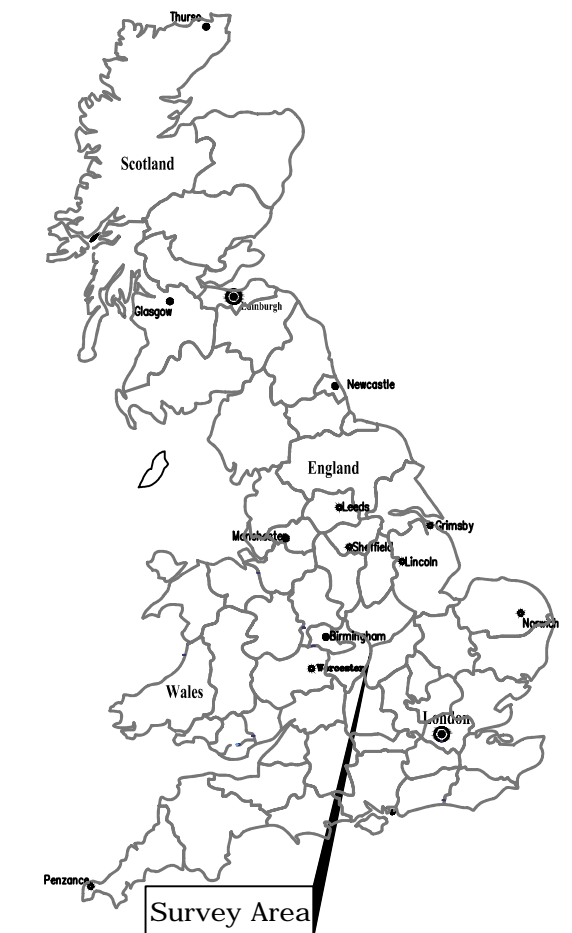 Thurso
Scotland
Edinburgh
Glasgow
Newcastle
England
Leeds
Grimsby
Manchester
Sheffield
Lincoln
Norwich
Birmingham
Worcester
Wales
London
Penzance
Survey Area